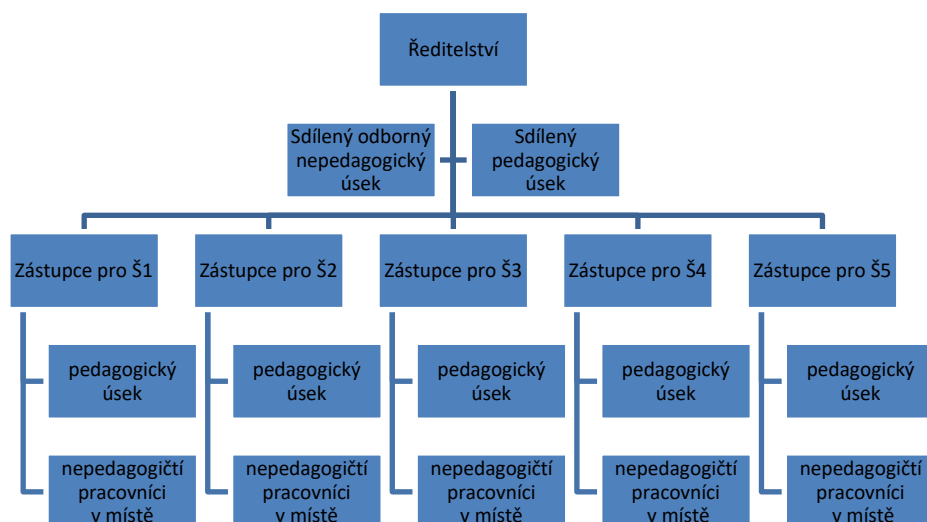 Ředitelství
Sdílený odborný
nepedagogický
úsek
Sdílený
pedagogický
úsek
Zástupce pro Š1
Zástupce pro Š2
Zástupce pro Š3
Zástupce pro Š4
Zástupce pro Š5
pedagogický
úsek
pedagogický
úsek
pedagogický
úsek
pedagogický
úsek
pedagogický
úsek
nepedagogičtí
pracovníci
v místě
nepedagogičtí
pracovníci
v místě
nepedagogičtí
pracovníci
v místě
nepedagogičtí
pracovníci
v místě
nepedagogičtí
pracovníci
v místě